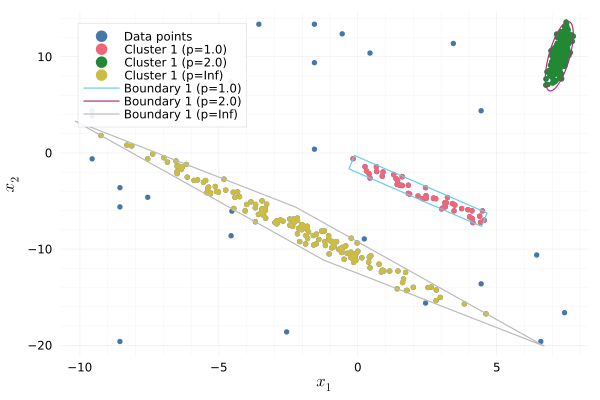 Data points
Cluster 1 (p=1.0)
Cluster 1 (p=2.0)
Cluster 1 (p=Inf)
Boundary 1 (p=1.0)
Boundary 1 (p=2.0)
Boundary 1 (p=Inf)
10
0
−10
−20
x₂
−10 −5 0 5
x₁